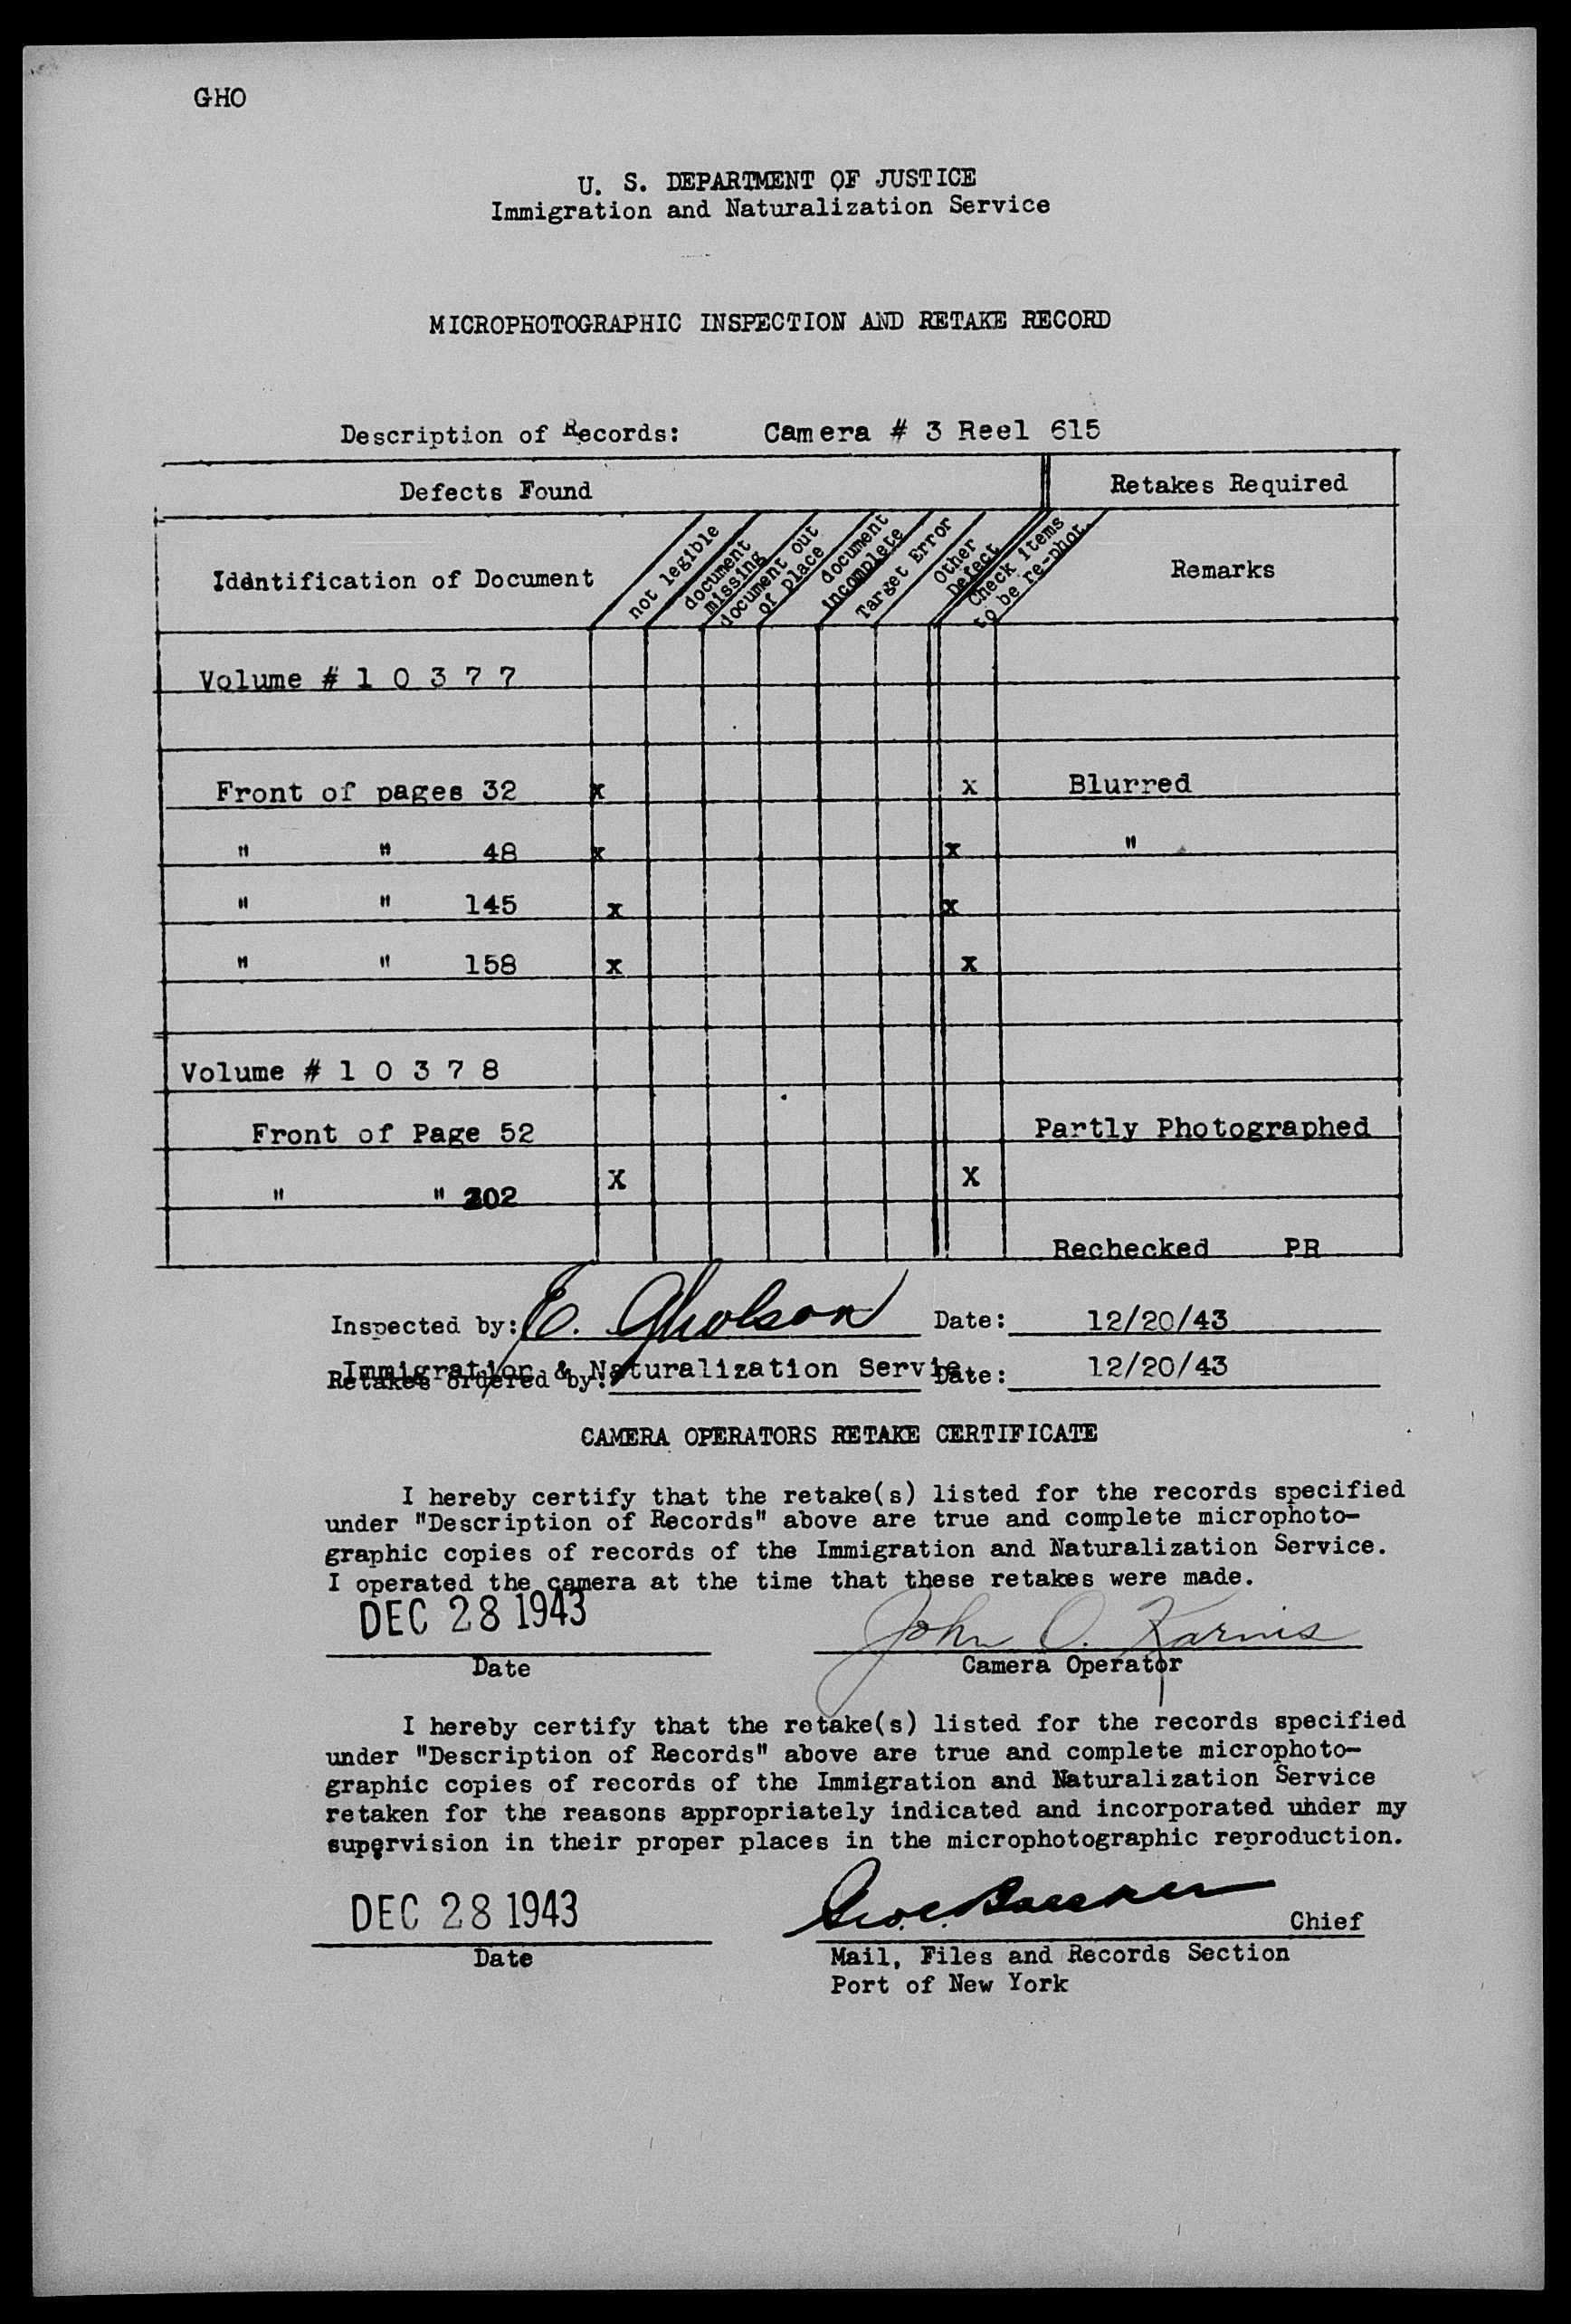 GHO
U. S. DEPARTMENT OF JUSTICE
Immigration and Naturalization Service
MICROPHOTOGRAPHIC INSPECTION AND RETAKE RECORD
Description of Records: Camera # 3 Reel 615
Defects Found Retakes Required
Identification of Document not legible document missing document out of place document incomplete Target Error Other Defect Check items to be re-phot. Remarks
Volume # 1 0 3 7 7
Front of pages 32 x x Blurred
" " 48 x x "
" " 145 x x
" " 158 x x
Volume # 1 0 3 7 8
Front of Page 52 Partly Photographed
X X
" " 202
Rechecked PR
Inspected by: E. Gholson Date: 12/20/43
Immigration & Naturalization Servic
Retakes ordered by: Date: 12/20/43
CAMERA OPERATORS RETAKE CERTIFICATE
I hereby certify that the retake(s) listed for the records specified
under "Description of Records" above are true and complete microphoto-
graphic copies of records of the Immigration and Naturalization Service.
I operated the camera at the time that these retakes were made.
DEC 28 1943 John O. Karnis
Date Camera Operator
I hereby certify that the retake(s) listed for the records specified
under "Description of Records" above are true and complete microphoto-
graphic copies of records of the Immigration and Naturalization Service
retaken for the reasons appropriately indicated and incorporated uhder my
supervision in their proper places in the microphotographic reproduction.
DEC 28 1943 Chief
Date Mail, Files and Records Section
Port of New York